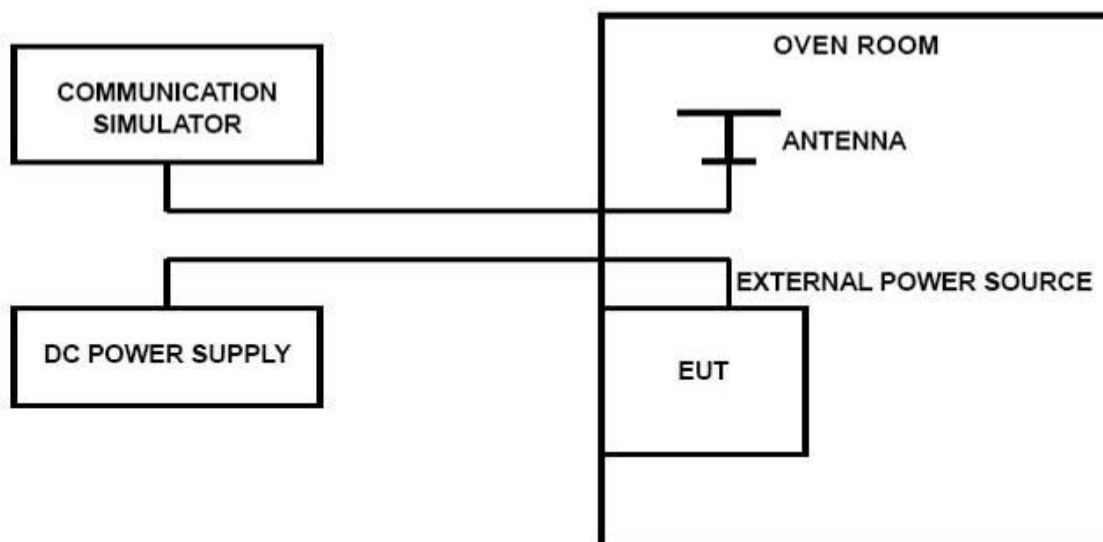 OVEN ROOM
COMMUNICATION
SIMULATOR
ANTENNA
EXTERNAL POWER SOURCE
DC POWER SUPPLY
EUT